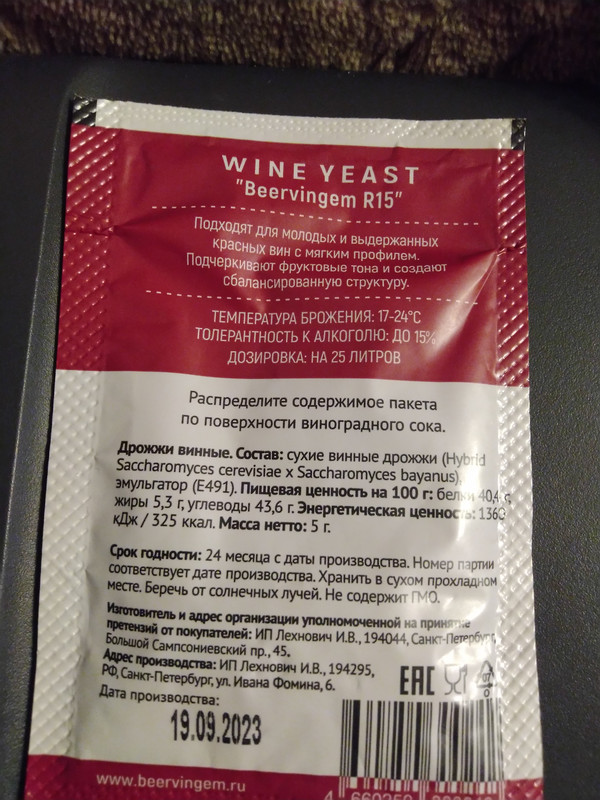 WINE YEAST
"Beervingem R15"
Подходят для молодых и выдержанных
красных вин с мягким профилем.
Подчеркивают фруктовые тона и создают
сбалансированную структуру.
ТЕМПЕРАТУРА БРОЖЕНИЯ: 17-24°С
ТОЛЕРАНТНОСТЬ К АЛКОГОЛЮ: ДО 15%
ДОЗИРОВКА: НА 25 ЛИТРОВ
Распределите содержимое пакета
по поверхности виноградного сока.
Дрожжи винные. Состав: сухие винные дрожжи (Hybrid
Saccharomyces cerevisiae x Saccharomyces bayanus),
эмульгатор (Е491). Пищевая ценность на 100 г: белки 40,4 г,
жиры 5,3 г, углеводы 43,6 г. Энергетическая ценность: 1360
кДж / 325 ккал. Масса нетто: 5 г.
Срок годности: 24 месяца с даты производства. Номер партии
соответствует дате производства. Хранить в сухом прохладном
месте. Беречь от солнечных лучей. Не содержит ГМО.
Изготовитель и адрес организации уполномоченной на принятие
претензий от покупателей: ИП Лехнович И.В., 194044, Санкт-Петербург,
Большой Сампсониевский пр., 45.
Адрес производства: ИП Лехнович И.В., 194295,
РФ, Санкт-Петербург, ул. Ивана Фомина, 6.
Дата производства:
19.09.2023
EAC
07
www.beervingem.ru
4 660250